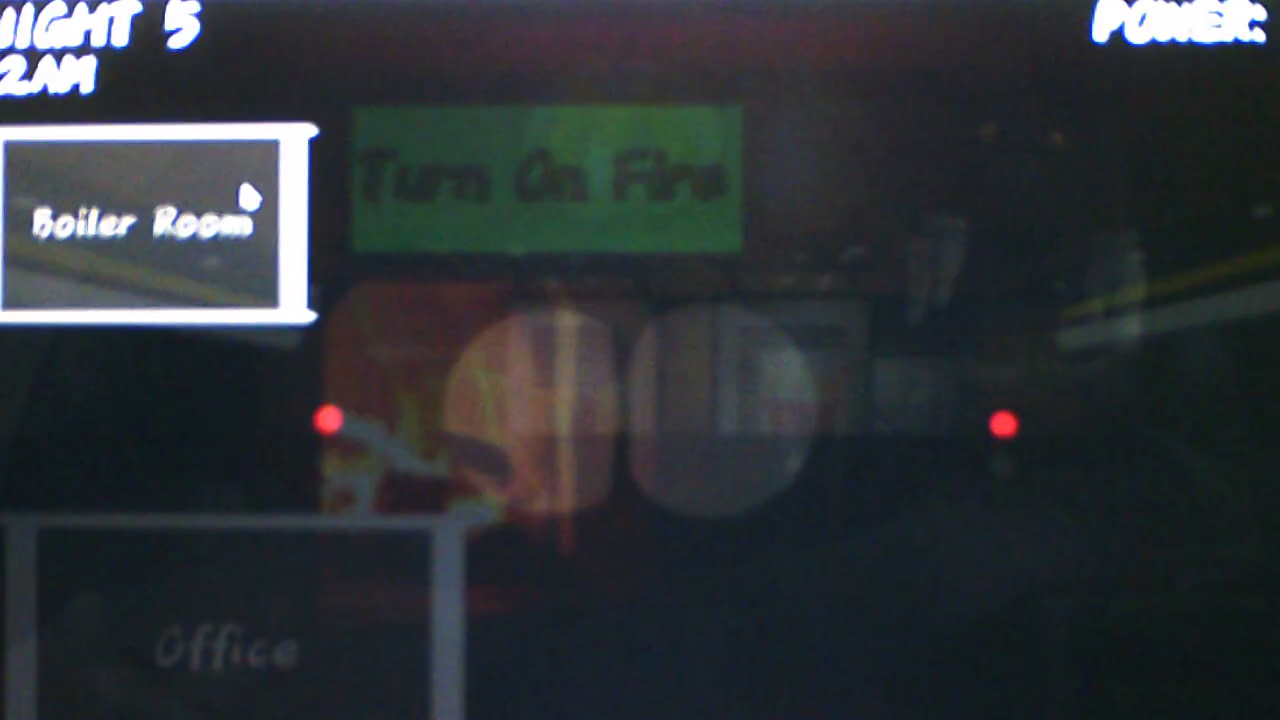 NIGHT 5
2AM
POWER:
Turn On Fire
Boiler Room
Office